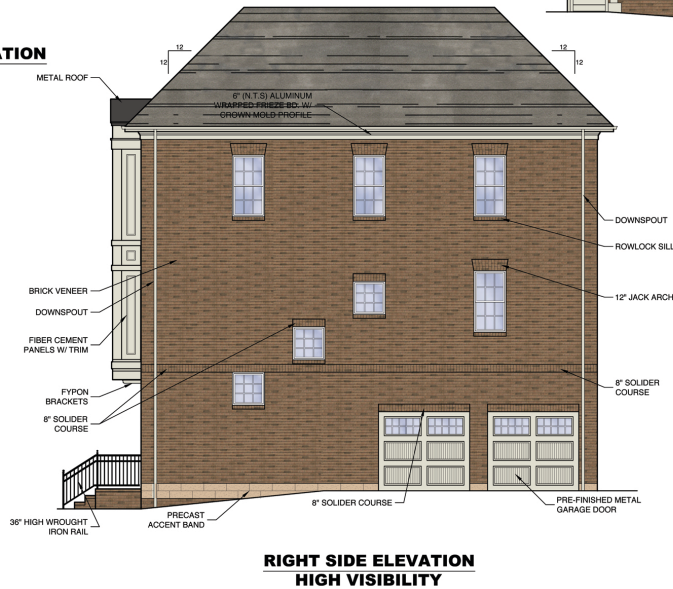 ATION
12
12
12
12
METAL ROOF
6" (N.T.S) ALUMINUM
WRAPPED FRIEZE BD. W/
CROWN MOLD PROFILE
DOWNSPOUT
ROWLOCK SILL
BRICK VENEER
12" JACK ARCH
DOWNSPOUT
FIBER CEMENT
PANELS W/ TRIM
FYPON
BRACKETS
8" SOLIDER
COURSE
8" SOLIDER
COURSE
36" HIGH WROUGHT
IRON RAIL
PRECAST
ACCENT BAND
8" SOLIDER COURSE
PRE-FINISHED METAL
GARAGE DOOR
RIGHT SIDE ELEVATION
HIGH VISIBILITY